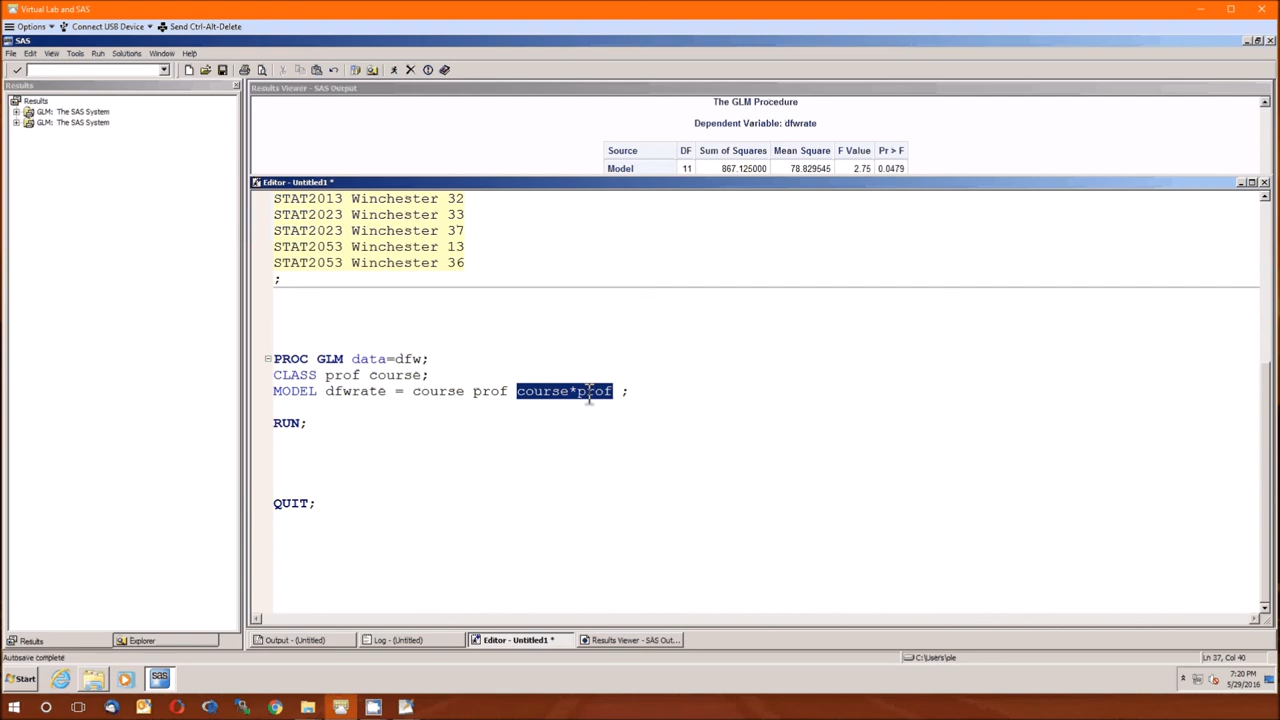 Virtual Lab and SAS
Options Connect USB Device Send Ctrl-Alt-Delete
SAS
File Edit View Tools Run Solutions Window Help
Results
Results
GLM: The SAS System
GLM: The SAS System
Results Viewer - SAS Output
The GLM Procedure
Dependent Variable: dfwrate
Source DF Sum of Squares Mean Square F Value Pr > F
Model 11 867.125000 78.829545 2.75 0.0479
Editor - Untitled1 *
STAT2013 Winchester 32
STAT2023 Winchester 33
STAT2023 Winchester 37
STAT2053 Winchester 13
STAT2053 Winchester 36
;
PROC GLM data=dfw;
CLASS prof course;
MODEL dfwrate = course prof course*prof ;
RUN;
QUIT;
Results Explorer
Output - (Untitled) Log - (Untitled) Editor - Untitled1 * Results Viewer - SAS Out...
Autosave complete C:\Users\ple Ln 37, Col 40
Start sas 7:20 PM
5/29/2016